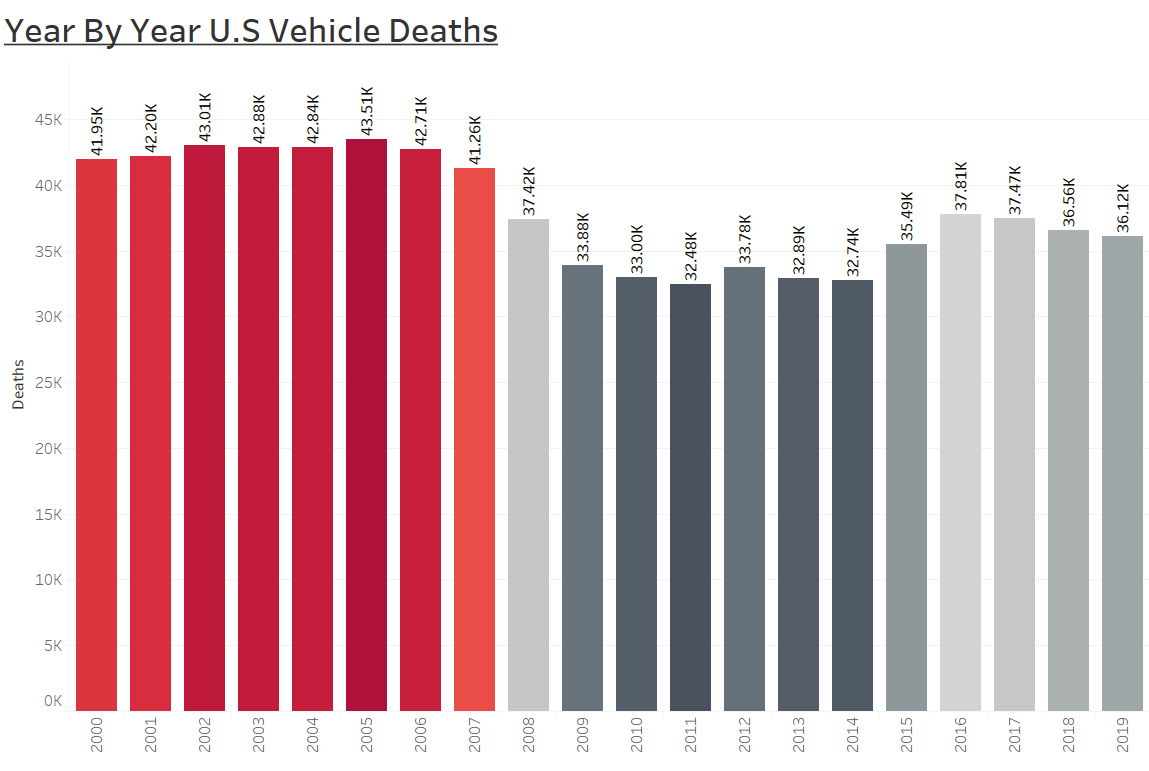 Year By Year U.S Vehicle Deaths
41.95K
42.20K
43.01K
42.88K
42.84K
43.51K
42.71K
41.26K
37.42K
33.88K
33.00K
32.48K
33.78K
32.89K
32.74K
35.49K
37.81K
37.47K
36.56K
36.12K
45K
40K
35K
30K
25K
20K
15K
10K
5K
0K
Deaths
2000
2001
2002
2003
2004
2005
2006
2007
2008
2009
2010
2011
2012
2013
2014
2015
2016
2017
2018
2019